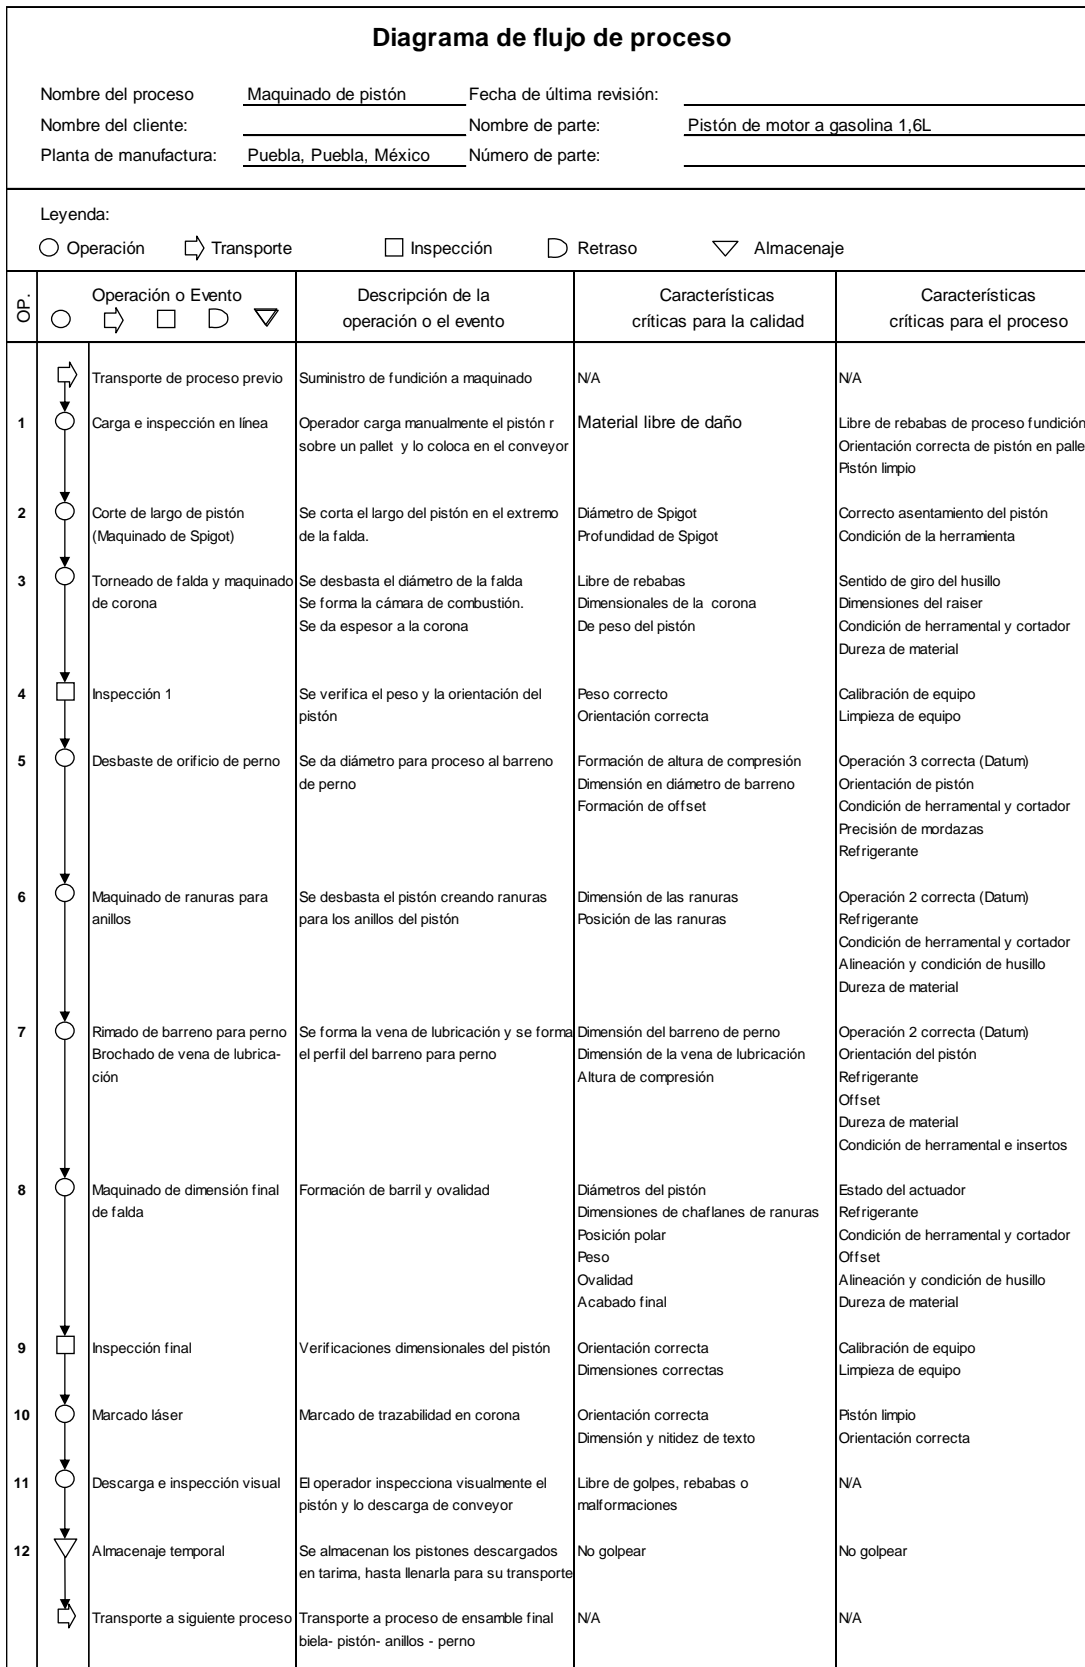 Diagrama de flujo de proceso
Nombre del proceso Maquinado de pistón Fecha de última revisión:
Nombre del cliente: Nombre de parte: Pistón de motor a gasolina 1,6L
Planta de manufactura: Puebla, Puebla, México Número de parte:
Leyenda:
Operación Transporte Inspección Retraso Almacenaje
OP. Operación o Evento Descripción de la operación o el evento Características críticas para la calidad Características críticas para el proceso
Transporte de proceso previo Suministro de fundición a maquinado N/A N/A
1 Carga e inspección en línea Operador carga manualmente el pistón r Material libre de daño Libre de rebabas de proceso fundición
sobre un pallet y lo coloca en el conveyor Orientación correcta de pistón en palle
Pistón limpio
2 Corte de largo de pistón Se corta el largo del pistón en el extremo Diámetro de Spigot Correcto asentamiento del pistón
(Maquinado de Spigot) de la falda. Profundidad de Spigot Condición de la herramienta
3 Torneado de falda y maquinado Se desbasta el diámetro de la falda Libre de rebabas Sentido de giro del husillo
de corona Se forma la cámara de combustión. Dimensionales de la corona Dimensiones del raiser
Se da espesor a la corona De peso del pistón Condición de herramental y cortador
Dureza de material
4 Inspección 1 Se verifica el peso y la orientación del Peso correcto Calibración de equipo
pistón Orientación correcta Limpieza de equipo
5 Desbaste de orificio de perno Se da diámetro para proceso al barreno Formación de altura de compresión Operación 3 correcta (Datum)
de perno Dimensión en diámetro de barreno Orientación de pistón
Formación de offset Condición de herramental y cortador
Precisión de mordazas
Refrigerante
6 Maquinado de ranuras para Se desbasta el pistón creando ranuras Dimensión de las ranuras Operación 2 correcta (Datum)
anillos para los anillos del pistón Posición de las ranuras Refrigerante
Condición de herramental y cortador
Alineación y condición de husillo
Dureza de material
7 Rimado de barreno para perno Se forma la vena de lubricación y se forma Dimensión del barreno de perno Operación 2 correcta (Datum)
Brochado de vena de lubrica- el perfil del barreno para perno Dimensión de la vena de lubricación Orientación del pistón
ción Altura de compresión Refrigerante
Offset
Dureza de material
Condición de herramental e insertos
8 Maquinado de dimensión final Formación de barril y ovalidad Diámetros del pistón Estado del actuador
de falda Dimensiones de chaflanes de ranuras Refrigerante
Posición polar Condición de herramental y cortador
Peso Offset
Ovalidad Alineación y condición de husillo
Acabado final Dureza de material
9 Inspección final Verificaciones dimensionales del pistón Orientación correcta Calibración de equipo
Dimensiones correctas Limpieza de equipo
10 Marcado láser Marcado de trazabilidad en corona Orientación correcta Pistón limpio
Dimensión y nitidez de texto Orientación correcta
11 Descarga e inspección visual El operador inspecciona visualmente el Libre de golpes, rebabas o N/A
pistón y lo descarga de conveyor malformaciones
12 Almacenaje temporal Se almacenan los pistones descargados No golpear No golpear
en tarima, hasta llenarla para su transporte
Transporte a siguiente proceso Transporte a proceso de ensamble final N/A N/A
biela- pistón- anillos - perno